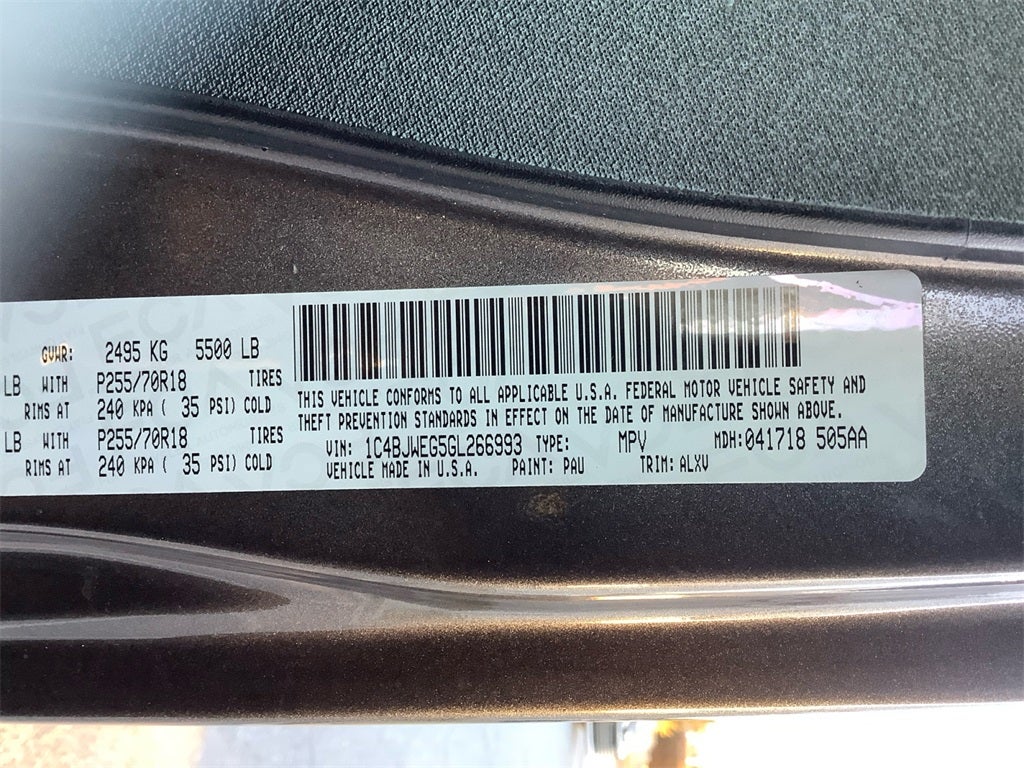 GVWR: 2495 KG 5500 LB
LB WITH P255/70R18 TIRES
RIMS AT 240 KPA ( 35 PSI) COLD
LB WITH P255/70R18 TIRES
RIMS AT 240 KPA ( 35 PSI) COLD
THIS VEHICLE CONFORMS TO ALL APPLICABLE U.S.A. FEDERAL MOTOR VEHICLE SAFETY AND
THEFT PREVENTION STANDARDS IN EFFECT ON THE DATE OF MANUFACTURE SHOWN ABOVE.
VIN: 1C4BJWEG5GL266993 TYPE: MPV MDH:041718 505AA
VEHICLE MADE IN U.S.A. PAINT: PAU TRIM: ALXV